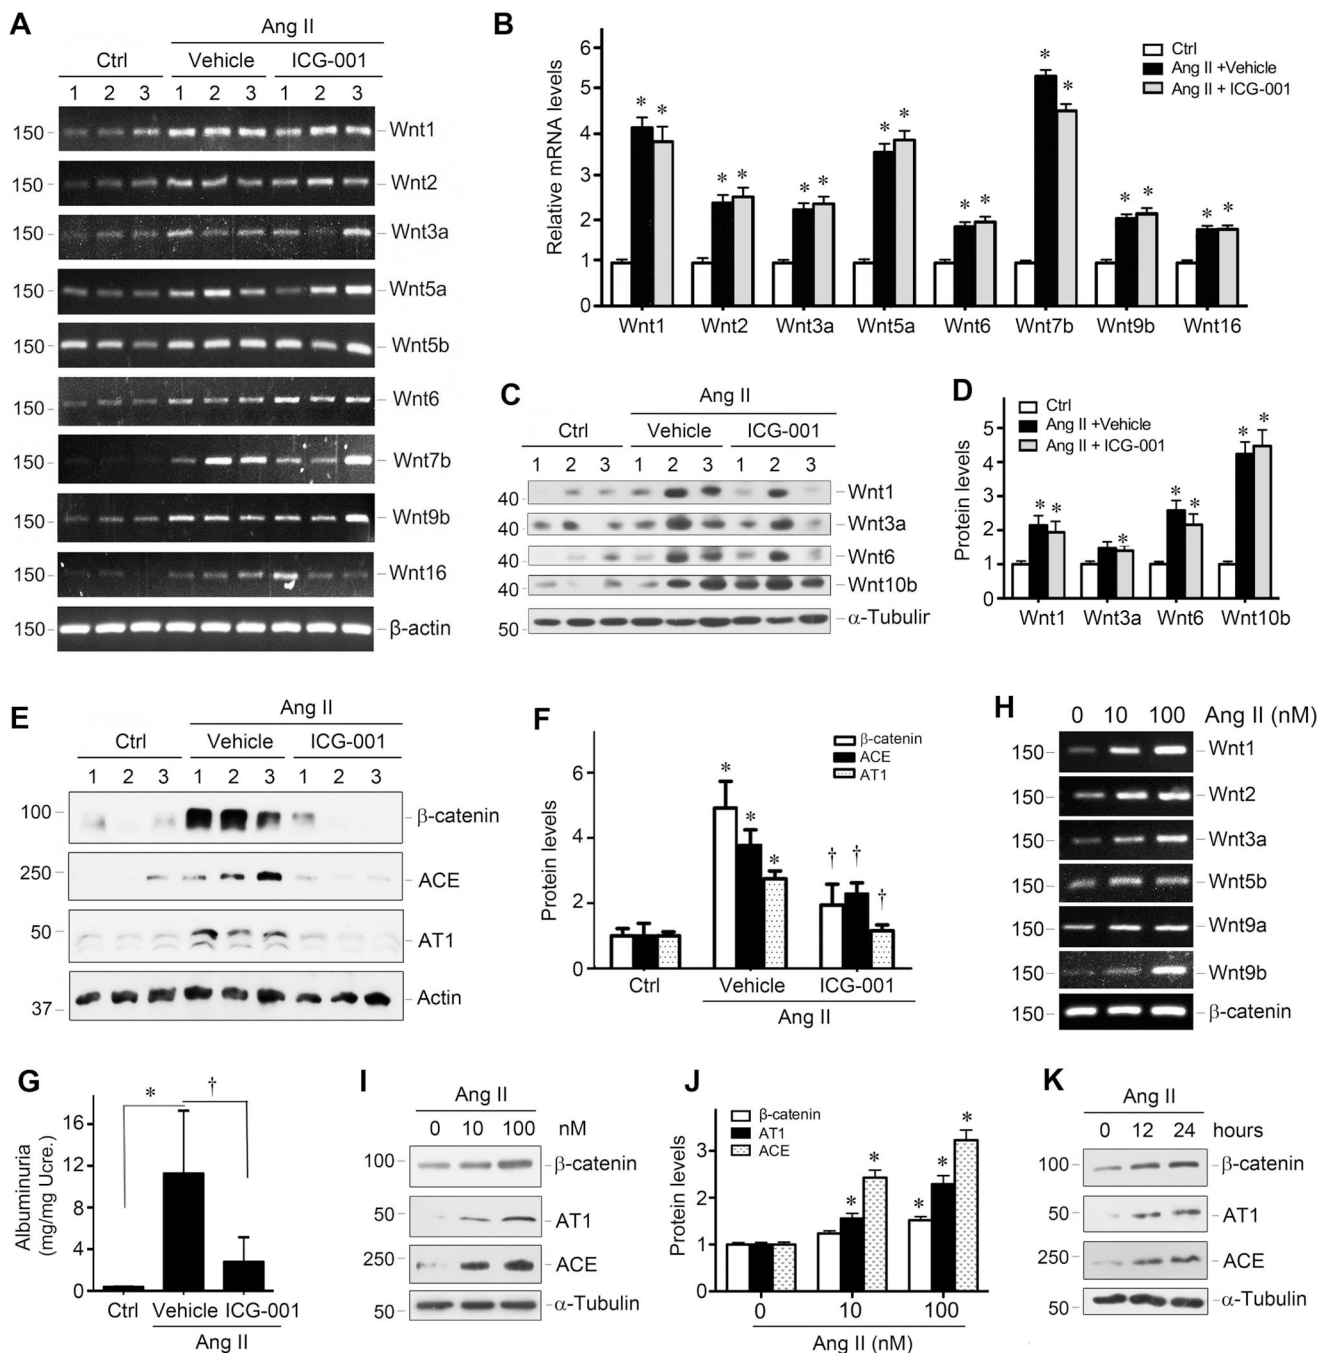 A
Ang II
Ctrl Vehicle ICG-001
1 2 3 1 2 3 1 2 3
150 Wnt1
150 Wnt2
150 Wnt3a
150 Wnt5a
150 Wnt5b
150 Wnt6
150 Wnt7b
150 Wnt9b
150 Wnt16
150 β-actin
B
Relative mRNA levels
6
5
4
3
2
1
0
* * * * * * * * * * * * * * * *
Ctrl
Ang II +Vehicle
Ang II + ICG-001
Wnt1 Wnt2 Wnt3a Wnt5a Wnt6 Wnt7b Wnt9b Wnt16
C
Ang II
Ctrl Vehicle ICG-001
1 2 3 1 2 3 1 2 3
40 Wnt1
40 Wnt3a
40 Wnt6
40 Wnt10b
50 α-Tubulir
D
Protein levels
5
4
3
2
1
0
Ctrl
Ang II +Vehicle
Ang II + ICG-001
* * * * * * *
Wnt1 Wnt3a Wnt6 Wnt10b
E
Ang II
Ctrl Vehicle ICG-001
1 2 3 1 2 3 1 2 3
100 β-catenin
250 ACE
50 AT1
37 Actin
F
Protein levels
6
4
2
0
β-catenin
ACE
AT1
* * * † † †
Ctrl Vehicle ICG-001
Ang II
H
0 10 100 Ang II (nM)
150 Wnt1
150 Wnt2
150 Wnt3a
150 Wnt5b
150 Wnt9a
150 Wnt9b
150 β-catenin
G
Albuminuria
(mg/mg Ucre.)
16
12
8
4
0
* †
Ctrl Vehicle ICG-001
Ang II
I
Ang II
0 10 100 nM
100 β-catenin
50 AT1
250 ACE
50 α-Tubulin
J
Protein levels
3
2
1
0
β-catenin
AT1
ACE
* * * * *
0 10 100
Ang II (nM)
K
Ang II
0 12 24 hours
100 β-catenin
50 AT1
250 ACE
50 α-Tubulin